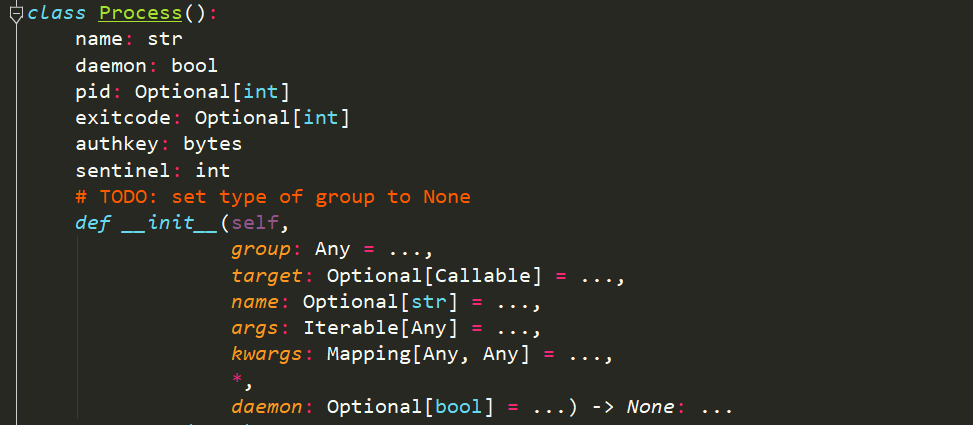 class Process():
    name: str
    daemon: bool
    pid: Optional[int]
    exitcode: Optional[int]
    authkey: bytes
    sentinel: int
    # TODO: set type of group to None
    def __init__(self,
                 group: Any = ...,
                 target: Optional[Callable] = ...,
                 name: Optional[str] = ...,
                 args: Iterable[Any] = ...,
                 kwargs: Mapping[Any, Any] = ...,
                 *,
                 daemon: Optional[bool] = ...) -> None: ...